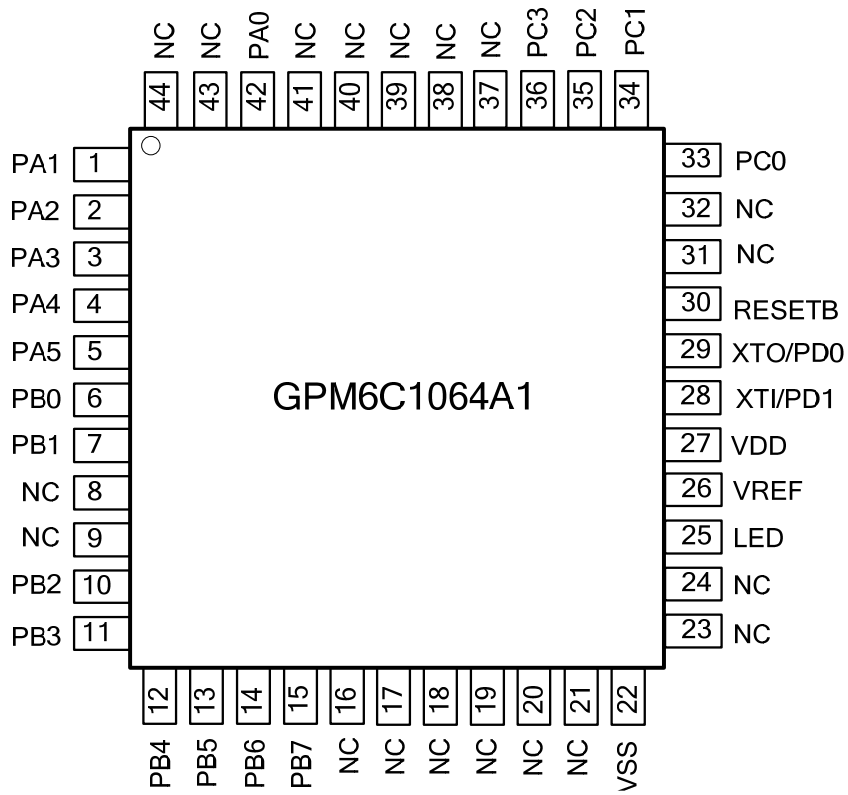 NC NC PA0 NC NC NC NC NC PC3 PC2 PC1
44 43 42 41 40 39 38 37 36 35 34
PA1 1
PA2 2
PA3 3
PA4 4
PA5 5
PB0 6
PB1 7
NC 8
NC 9
PB2 10
PB3 11
GPM6C1064A1
33 PC0
32 NC
31 NC
30 RESETB
29 XTO/PD0
28 XTI/PD1
27 VDD
26 VREF
25 LED
24 NC
23 NC
12 13 14 15 16 17 18 19 20 21 22
PB4 PB5 PB6 PB7 NC NC NC NC NC NC VSS